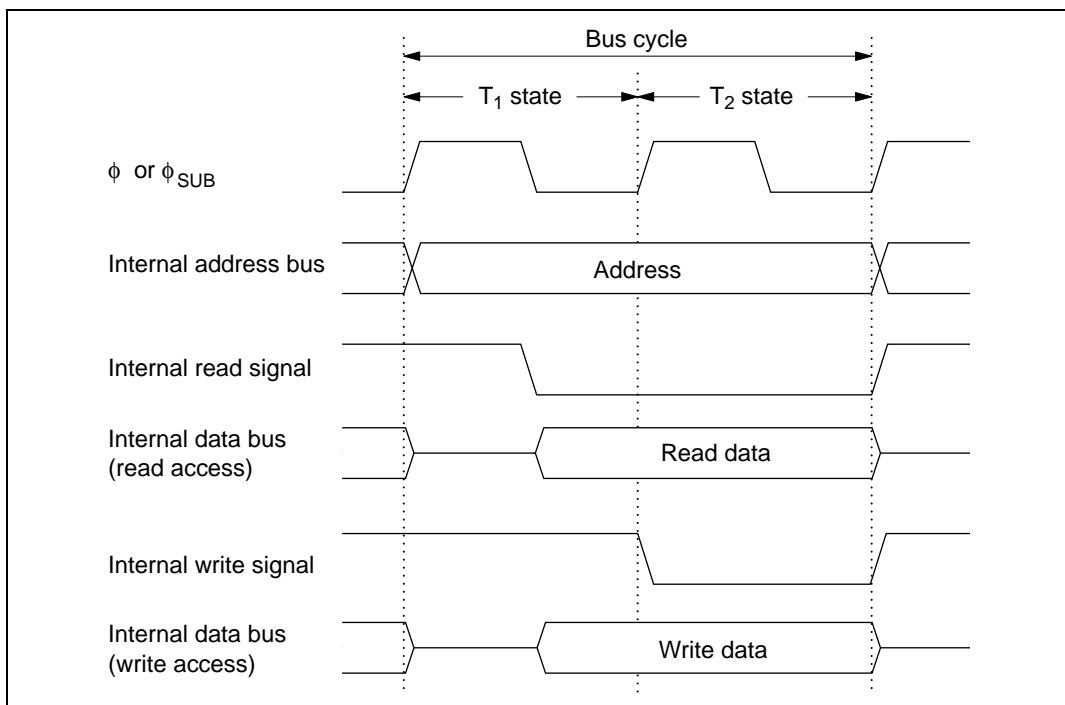 Bus cycle
T₁ state
T₂ state
ϕ or ϕSUB
Internal address bus
Address
Internal read signal
Internal data bus
(read access)
Read data
Internal write signal
Internal data bus
(write access)
Write data